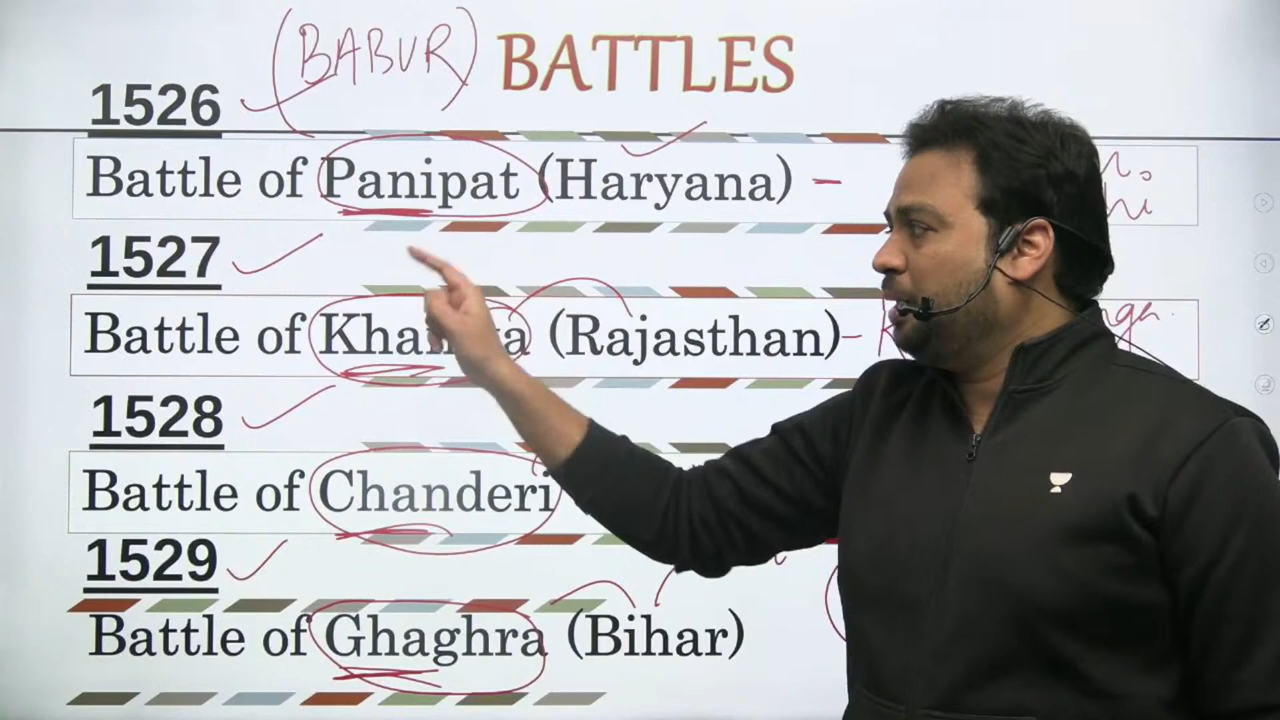 (BABUR) BATTLES
1526
Battle of Panipat (Haryana) -
1527
Battle of Khanwa (Rajasthan) -
1528
Battle of Chanderi
1529
Battle of Ghaghra (Bihar)